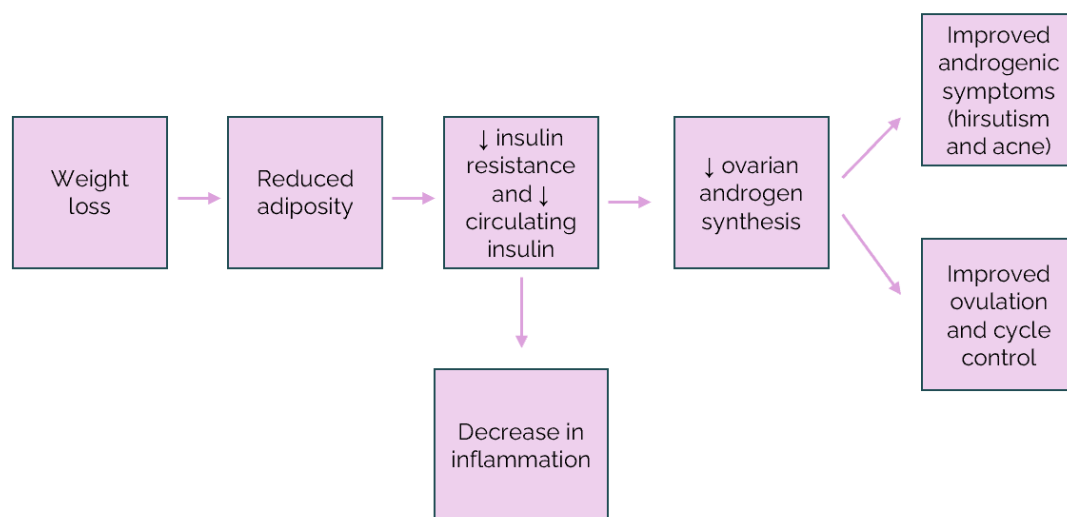 Weight
loss
Reduced
adiposity
↓ insulin
resistance
and ↓
circulating
insulin
↓ ovarian
androgen
synthesis
Improved
androgenic
symptoms
(hirsutism
and acne)
Improved
ovulation
and cycle
control
Decrease in
inflammation